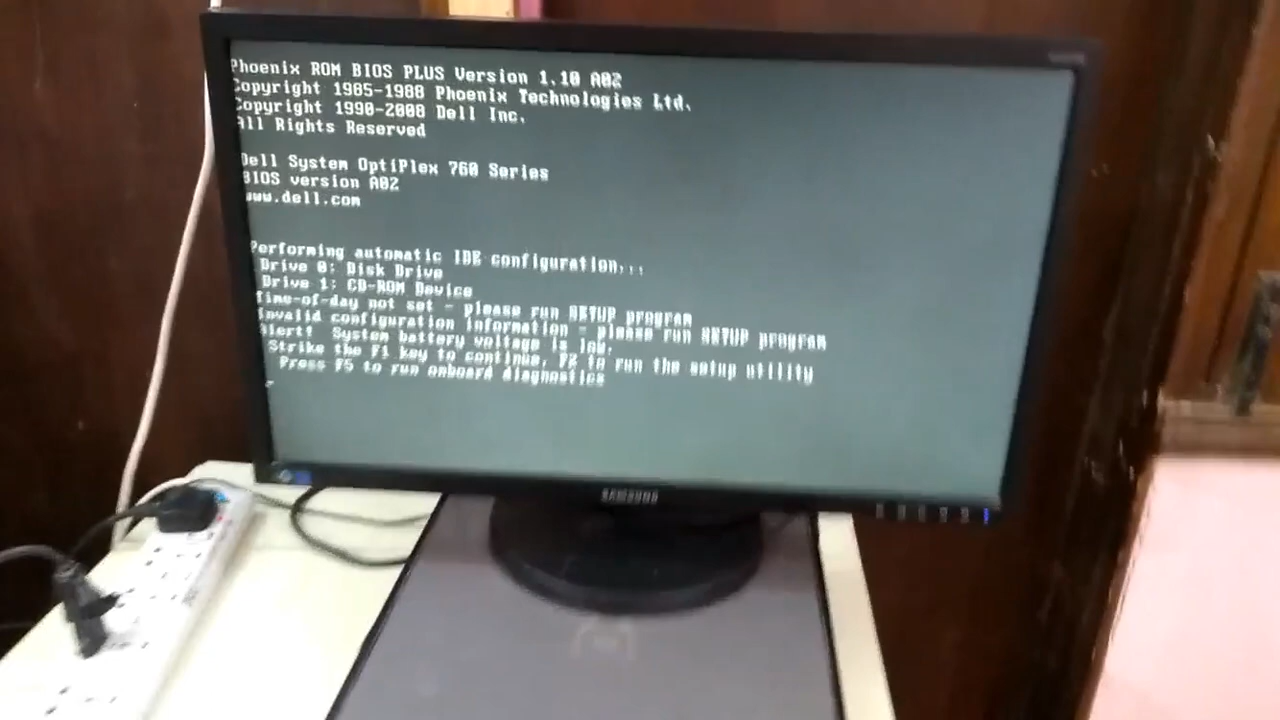 Phoenix ROM BIOS PLUS Version 1.10 A02
Copyright 1985-1988 Phoenix Technologies Ltd.
Copyright 1990-2008 Dell Inc.
All Rights Reserved
Dell System OptiPlex 760 Series
BIOS version A02
www.dell.com
Performing automatic IDE configuration...
Drive 0: Disk Drive
Drive 1: CD-ROM Device
Time-of-day not set - please run SETUP program
Invalid configuration information - please run SETUP program
Alert! System battery voltage is low.
Strike the F1 key to continue, F2 to run the setup utility
Press F5 to run onboard diagnostics
SAMSUNG